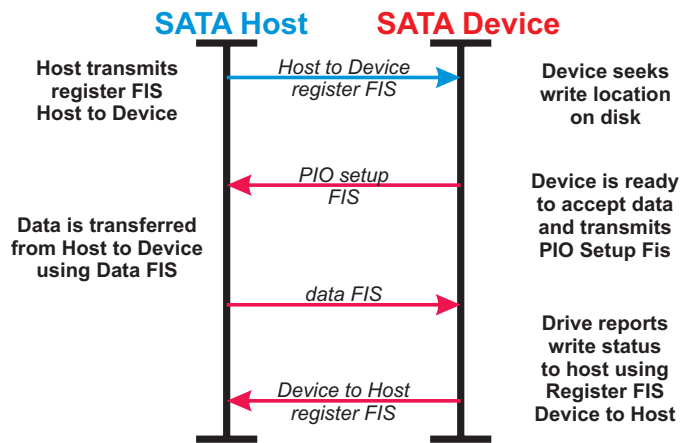 SATA Host
SATA Device
Host transmits
register FIS
Host to Device
Host to Device
register FIS
Device seeks
write location
on disk
PIO setup
FIS
Device is ready
to accept data
and transmits
PIO Setup Fis
Data is transferred
from Host to Device
using Data FIS
data FIS
Drive reports
write status
to host using
Register FIS
Device to Host
Device to Host
register FIS